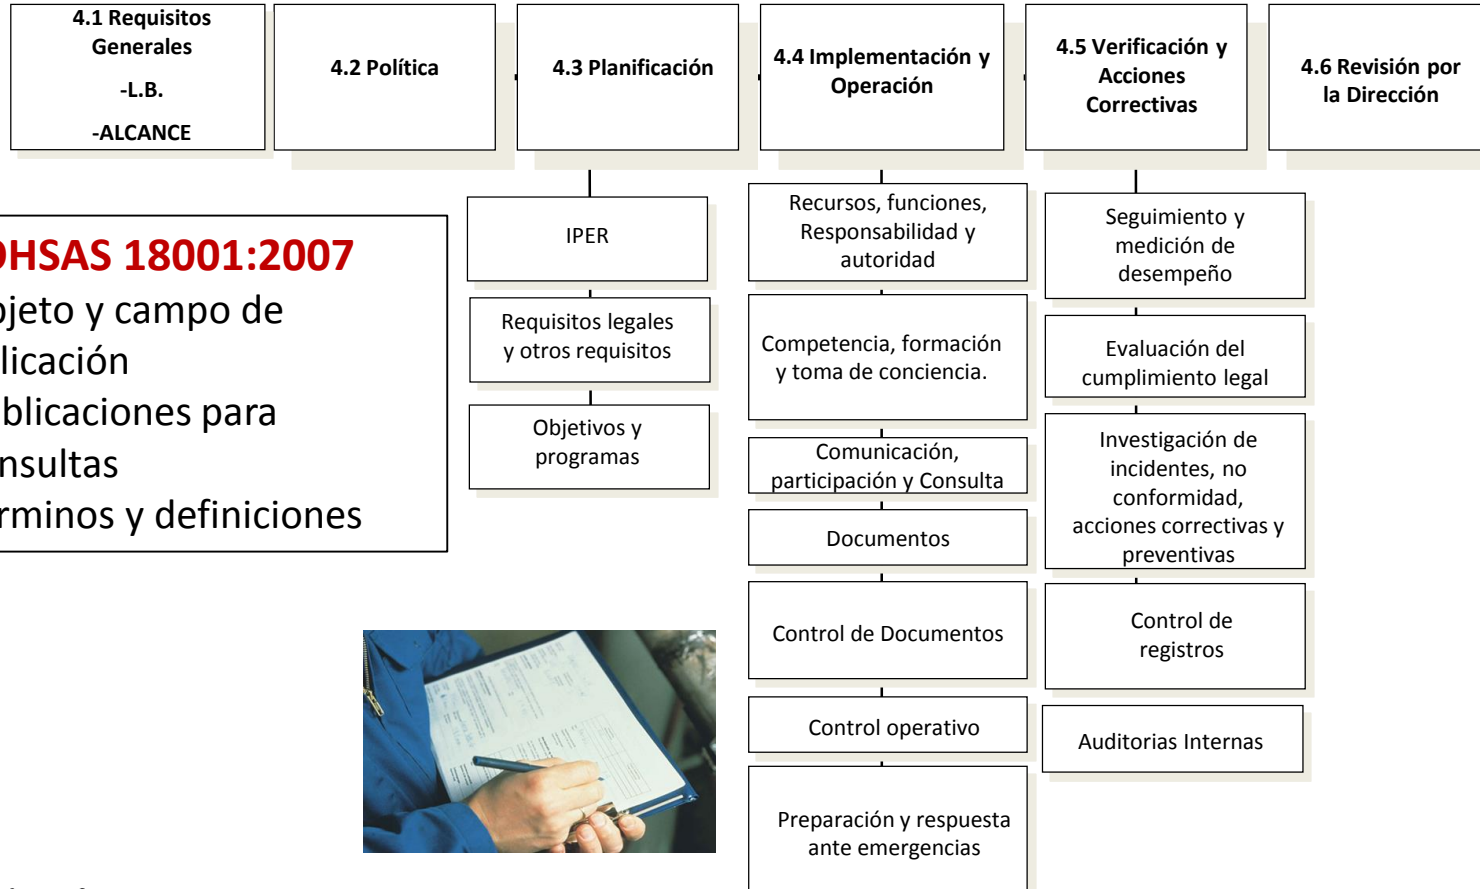 4.1 Requisitos
Generales
-L.B.
-ALCANCE
4.2 Política
4.3 Planificación
4.4 Implementación y
Operación
4.5 Verificación y
Acciones
Correctivas
4.6 Revisión por
la Dirección
OHSAS 18001:2007
jeto y campo de
licación
blicaciones para
nsultas
rminos y definiciones
IPER
Requisitos legales
y otros requisitos
Objetivos y
programas
Recursos, funciones,
Responsabilidad y
autoridad
Competencia, formación
y toma de conciencia.
Comunicación,
participación y Consulta
Documentos
Control de Documentos
Control operativo
Preparación y respuesta
ante emergencias
Seguimiento y
medición de
desempeño
Evaluación del
cumplimiento legal
Investigación de
incidentes, no
conformidad,
acciones correctivas y
preventivas
Control de
registros
Auditorias Internas